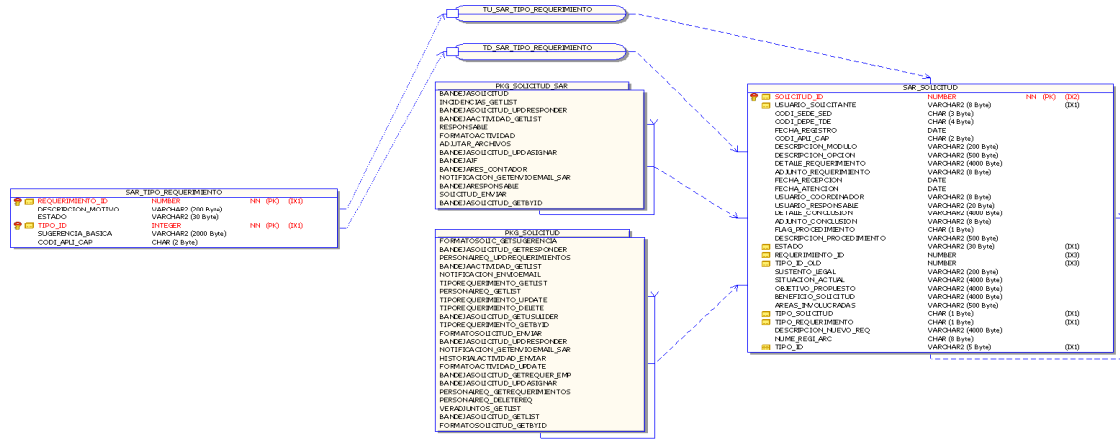 TU_SAR_TIPO_REQUERIMIENTO
TD_SAR_TIPO_REQUERIMIENTO
SAR_TIPO_REQUERIMIENTO
REQUERIMIENTO_ID NUMBER NN (PK) (IX1)
DESCRIPCION_MOTIVO VARCHAR2 (200 Byte)
ESTADO VARCHAR2 (30 Byte)
TIPO_ID INTEGER NN (PK) (IX1)
SUGERENCIA_BASICA VARCHAR2 (2000 Byte)
CODI_APLI_CAP CHAR (2 Byte)
PKG_SOLICITUD_SAR
BANDEJASOLICITUD
INCIDENCIAS_GETLIST
BANDEJASOLICITUD_UPDRESPONDER
BANDEJAACTIVIDAD_GETLIST
RESPONSABLE
FORMATOACTIVIDAD
ADJUTAR_ARCHIVOS
BANDEJASOLICITUD_UPDASIGNAR
BANDEJAJF
BANDEJARES_CONTADOR
NOTIFICACION_GETENVIOEMAIL_SAR
BANDEJARESPONSABLE
SOLICITUD_ENVIAR
BANDEJASOLICITUD_GETBYID
PKG_SOLICITUD
FORMATOSOLIC_GETSUGERENCIA
BANDEJASOLICITUD_GETRESPONDER
PERSONALREQ_UPDREQUERIMIENTOS
BANDEJAACTIVIDAD_GETLIST
NOTIFICACION_ENVIOEMAIL
TIPOREQUERIMIENTO_GETLIST
PERSONALREQ_GETLIST
TIPOREQUERIMIENTO_UPDATE
TIPOREQUERIMIENTO_DELETE
BANDEJASOLICITUD_GETUSULIDER
TIPOREQUERIMIENTO_GETBYID
FORMATOSOLICITUD_ENVIAR
BANDEJASOLICITUD_UPDRESPONDER
NOTIFICACION_GETENVIOEMAIL_SAR
HISTORIALACTIVIDAD_ENVIAR
FORMATOACTIVIDAD_UPDATE
BANDEJASOLICITUD_GETREQUER_EMP
BANDEJASOLICITUD_UPDASIGNAR
PERSONALREQ_GETREQUERIMIENTOS
PERSONALREQ_DELETEREQ
VERADJUNTOS_GETLIST
BANDEJASOLICITUD_GETLIST
FORMATOSOLICITUD_GETBYID
SAR_SOLICITUD
SOLICITUD_ID NUMBER NN (PK) (IX2)
USUARIO_SOLICITANTE VARCHAR2 (8 Byte) (IX1)
CODI_SEDE_SED CHAR (3 Byte)
CODI_DEPE_TDE CHAR (4 Byte)
FECHA_REGISTRO DATE
CODI_APLI_CAP CHAR (2 Byte)
DESCRIPCION_MODULO VARCHAR2 (200 Byte)
DESCRIPCION_OPCION VARCHAR2 (500 Byte)
DETALLE_REQUERIMIENTO VARCHAR2 (4000 Byte)
ADJUNTO_REQUERIMIENTO VARCHAR2 (8 Byte)
FECHA_RECEPCION DATE
FECHA_ATENCION DATE
USUARIO_COORDINADOR VARCHAR2 (8 Byte)
USUARIO_RESPONSABLE VARCHAR2 (20 Byte)
DETALLE_CONCLUSION VARCHAR2 (4000 Byte)
ADJUNTO_CONCLUSION VARCHAR2 (8 Byte)
FLAG_PROCEDIMIENTO CHAR (1 Byte)
DESCRIPCION_PROCEDIMIENTO VARCHAR2 (500 Byte)
ESTADO VARCHAR2 (30 Byte) (IX1)
REQUERIMIENTO_ID NUMBER (IX3)
TIPO_ID_OLD NUMBER (IX3)
SUSTENTO_LEGAL VARCHAR2 (200 Byte)
SITUACION_ACTUAL VARCHAR2 (4000 Byte)
OBJETIVO_PROPUESTO VARCHAR2 (4000 Byte)
BENEFICIO_SOLICITUD VARCHAR2 (4000 Byte)
AREAS_INVOLUCRADAS VARCHAR2 (500 Byte)
TIPO_SOLICITUD CHAR (1 Byte) (IX1)
TIPO_REQUERIMIENTO CHAR (1 Byte) (IX1)
DESCRIPCION_NUEVO_REQ VARCHAR2 (4000 Byte)
NUME_REGI_ARC CHAR (8 Byte)
TIPO_ID VARCHAR2 (5 Byte) (IX1)